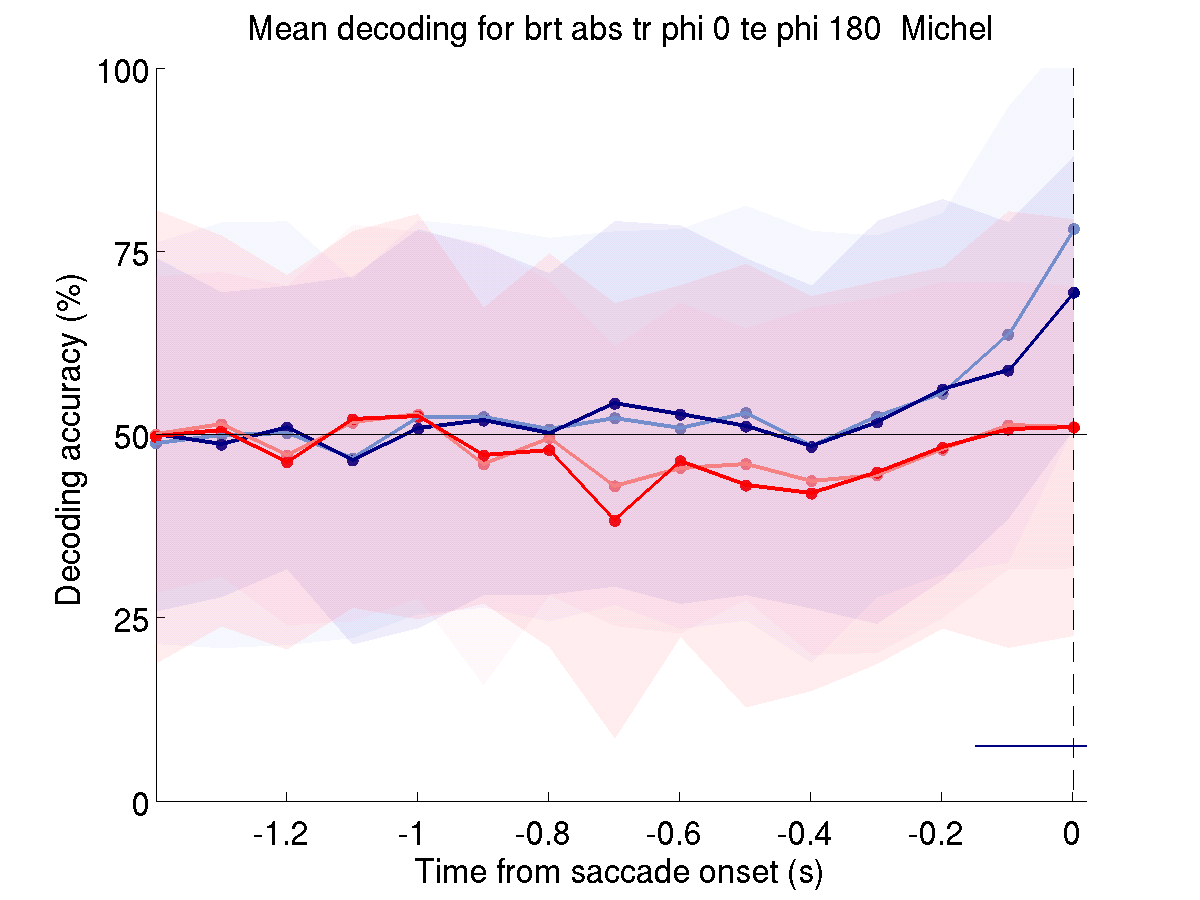 Mean decoding for brt abs tr phi 0 te phi 180  Michel
100
75
50
25
0
Decoding accuracy (%)
-1.2 -1 -0.8 -0.6 -0.4 -0.2 0
Time from saccade onset (s)